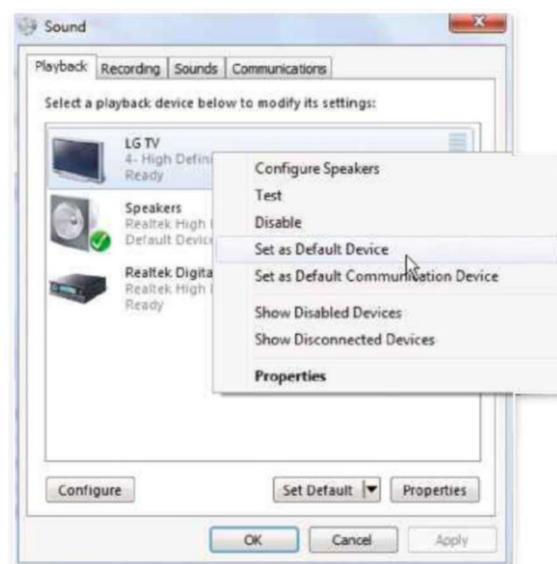 Sound
Playback Recording Sounds Communications
Select a playback device below to modify its settings:
LG TV
4- High Defini
Ready
Speakers
Realtek High
Default Device
Realtek Digita
Realtek High
Ready
Configure Speakers
Test
Disable
Set as Default Device
Set as Default Communication Device
Show Disabled Devices
Show Disconnected Devices
Properties
Configure
Set Default
Properties
OK
Cancel
Apply